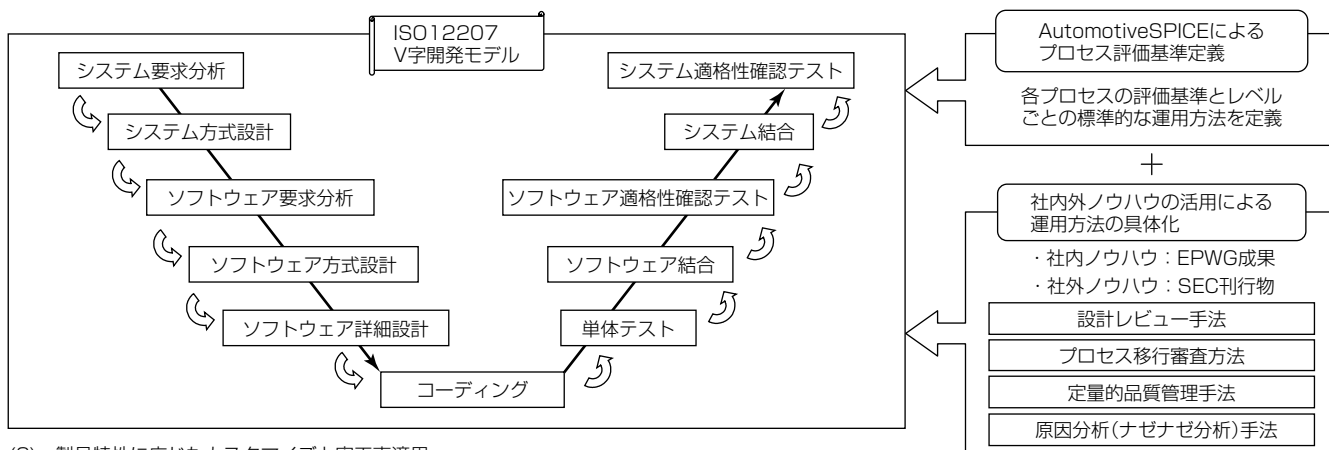 ISO12207
V字開発モデル
システム要求分析
システム方式設計
ソフトウェア要求分析
ソフトウェア方式設計
ソフトウェア詳細設計
コーディング
単体テスト
ソフトウェア結合
ソフトウェア適格性確認テスト
システム結合
システム適格性確認テスト
AutomotiveSPICEによる
プロセス評価基準定義
各プロセスの評価基準とレベル
ごとの標準的な運用方法を定義
+
社内外ノウハウの活用による
運用方法の具体化
・社内ノウハウ：EPWG成果
・社外ノウハウ：SEC刊行物
設計レビュー手法
プロセス移行審査方法
定量的品質管理手法
原因分析(ナゼナゼ分析)手法